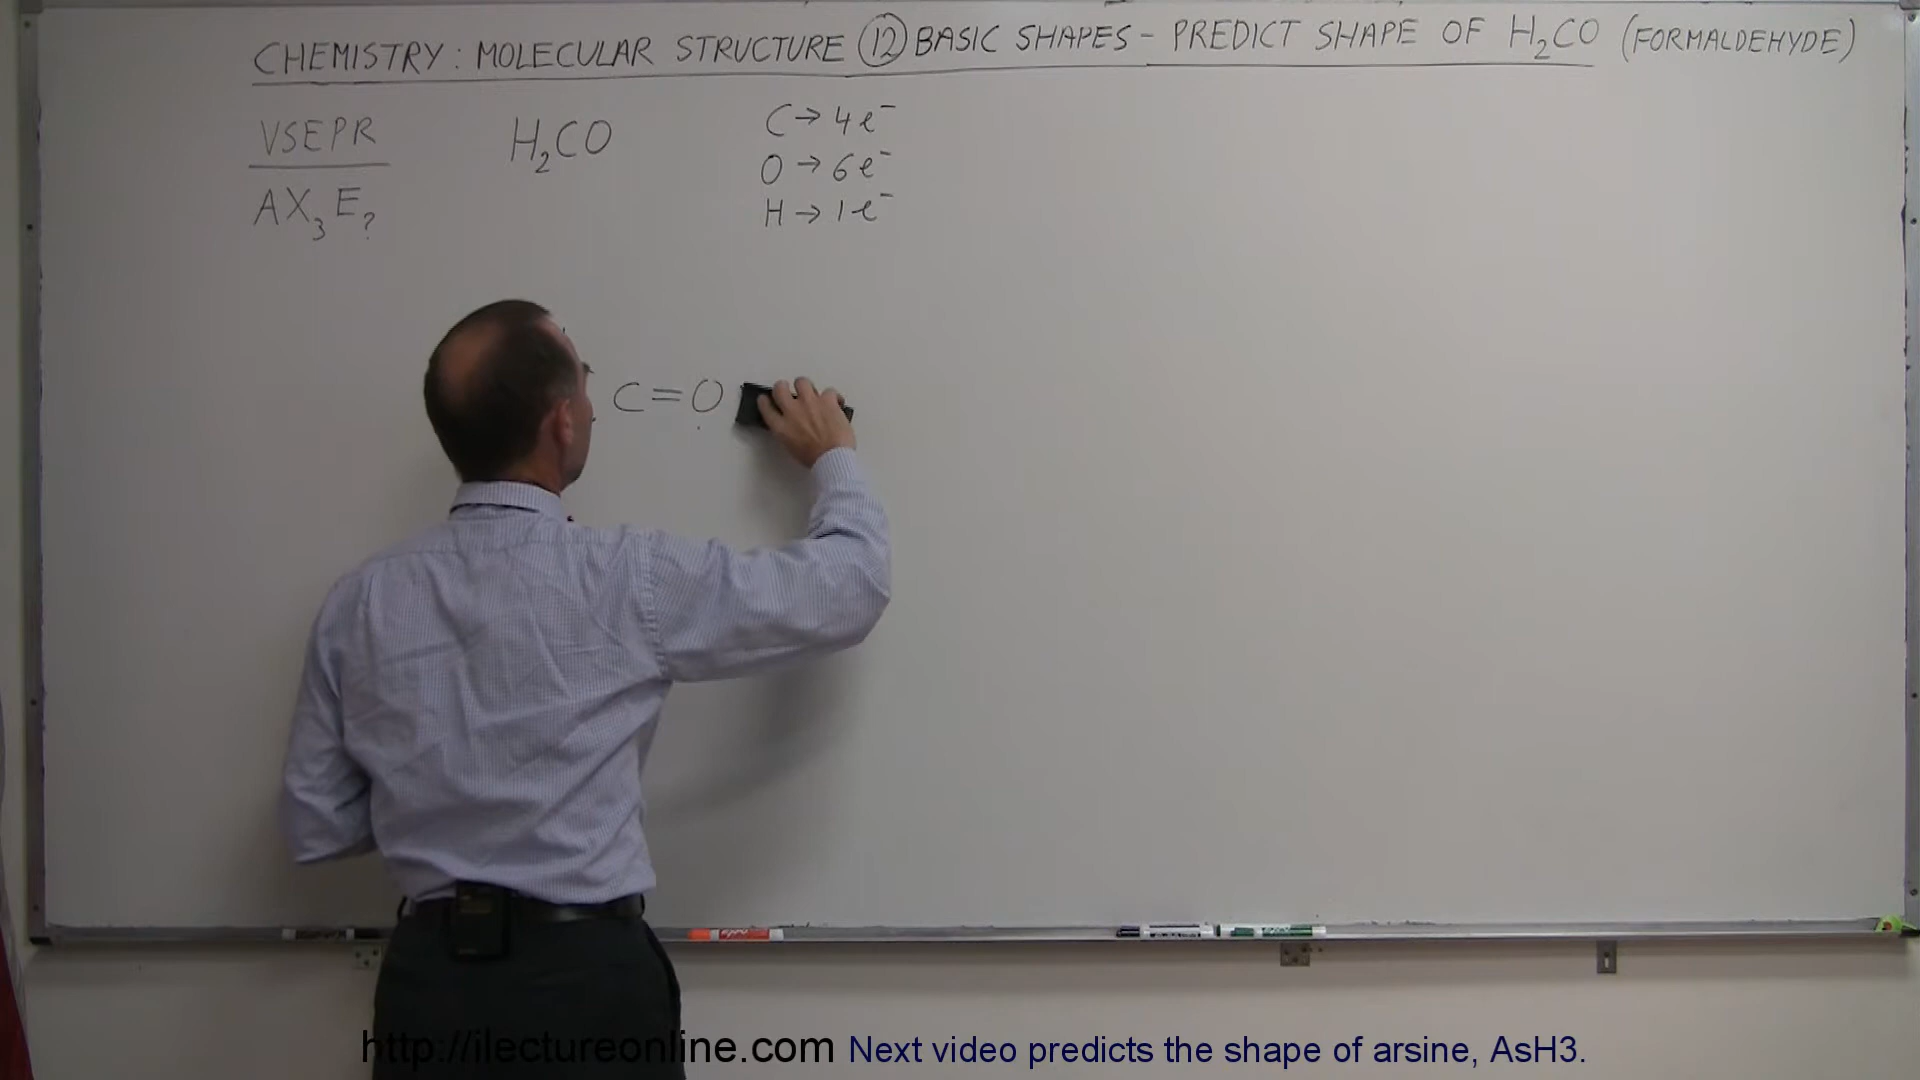 CHEMISTRY: MOLECULAR STRUCTURE ⑫ BASIC SHAPES - PREDICT SHAPE OF H₂CO (FORMALDEHYDE)
VSEPR
AX₃E?
H₂CO
C → 4e⁻
O → 6e⁻
H → 1e⁻
C=O
http://ilectureonline.com Next video predicts the shape of arsine, AsH3.